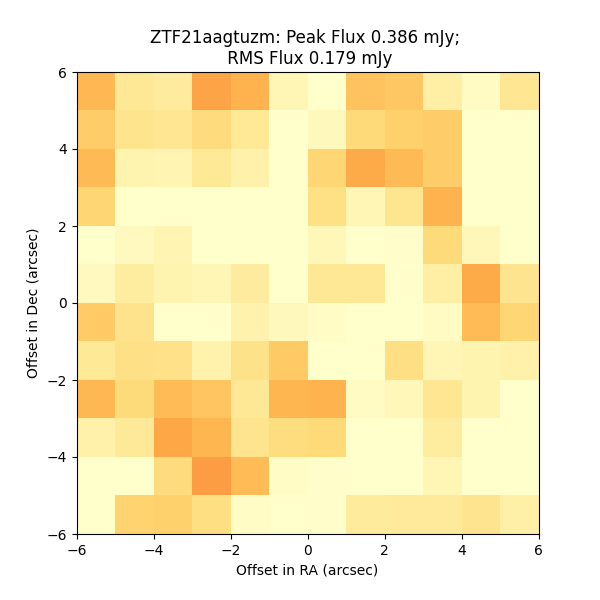 ZTF21aagtuzm: Peak Flux 0.386 mJy;
RMS Flux 0.179 mJy
6
4
2
0
−2
−4
−6
Offset in Dec (arcsec)
−6 −4 −2 0 2 4 6
Offset in RA (arcsec)